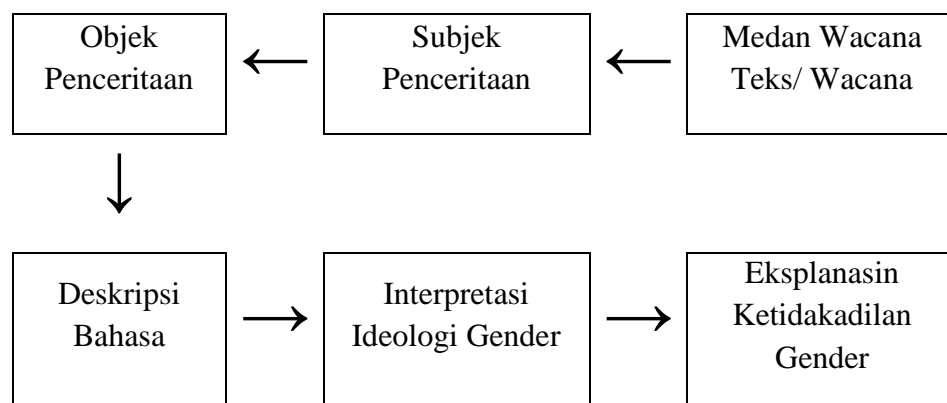 Objek
Penceritaan
Subjek
Penceritaan
Medan Wacana
Teks/ Wacana
Deskripsi
Bahasa
Interpretasi
Ideologi Gender
Eksplanasin
Ketidakadilan
Gender